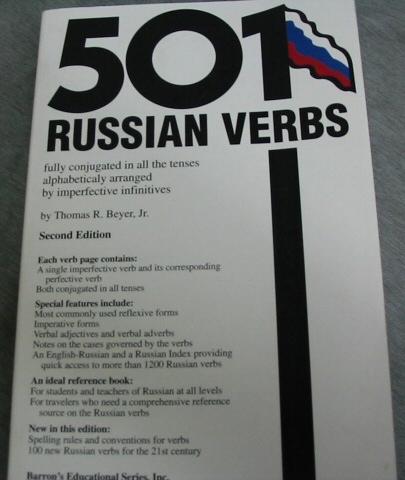 501
RUSSIAN VERBS
fully conjugated in all the tenses
alphabeticaly arranged
by imperfective infinitives
by Thomas R. Beyer, Jr.
Second Edition
Each verb page contains:
A single imperfective verb and its corresponding
perfective verb
Both conjugated in all tenses
Special features include:
Most commonly used reflexive forms
Imperative forms
Verbal adjectives and verbal adverbs
Notes on the cases governed by the verbs
An English-Russian and a Russian Index providing
quick access to more than 1200 Russian verbs
An ideal reference book:
For students and teachers of Russian at all levels
For travelers who need a comprehensive reference
source on the Russian verbs
New in this edition:
Spelling rules and conventions for verbs
100 new Russian verbs for the 21st century
Barron's Educational Series, Inc.